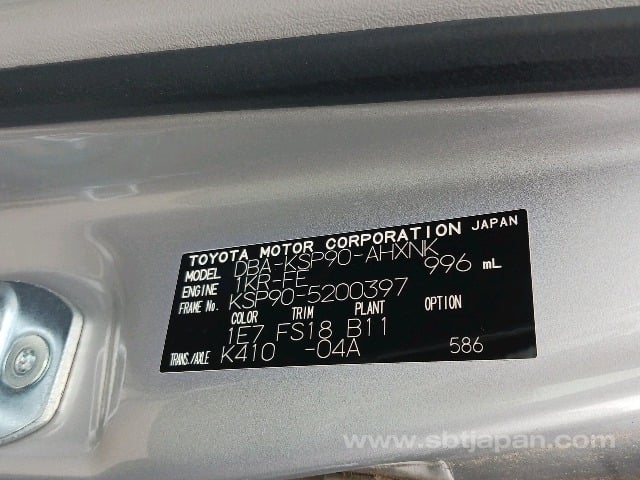 TOYOTA MOTOR CORPORATION JAPAN
MODEL DBA-KSP90-AHXNK
ENGINE 1KR-FE 996 mL
FRAME No. KSP90-5200397
COLOR TRIM PLANT OPTION
1E7 FS18 B11
TRANS./AXLE K410 -04A 586
www.sbtjapan.com